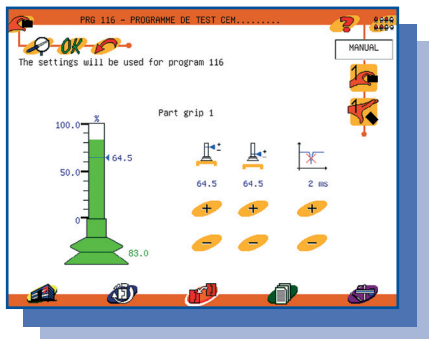 PRG 116 - PROGRAMME DE TEST CEM.........
OK
MANUAL
The settings will be used for program 116
Part grip 1
%
100.0
64.5
50.0
0
83.0
64.5 64.5 2 ms
+ + +
- - -